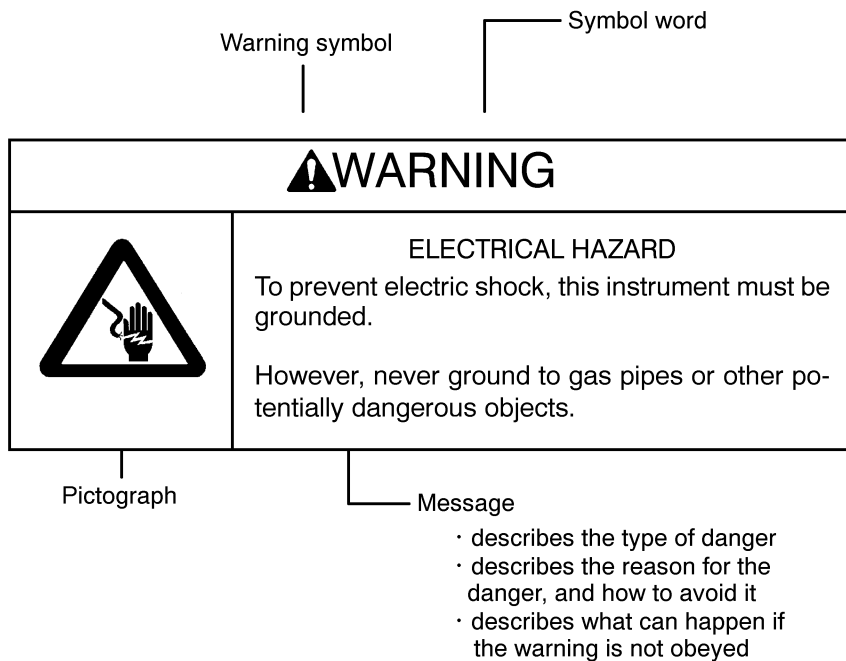 Symbol word
Warning symbol
WARNING
ELECTRICAL HAZARD
To prevent electric shock, this instrument must be
grounded.
However, never ground to gas pipes or other po-
tentially dangerous objects.
Pictograph
Message
· describes the type of danger
· describes the reason for the
danger, and how to avoid it
· describes what can happen if
the warning is not obeyed